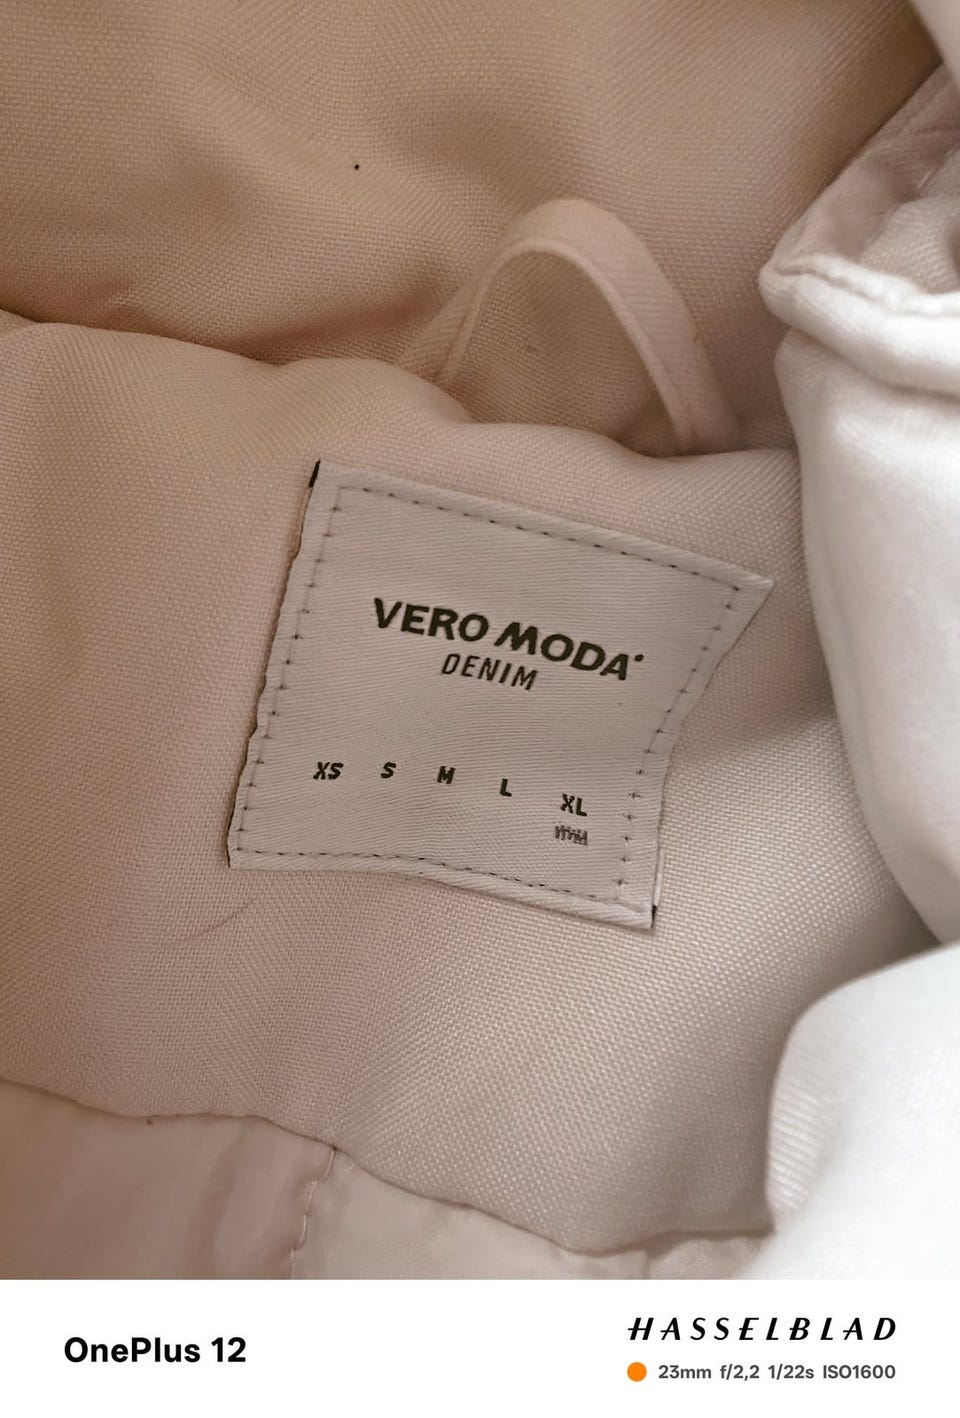 VERO MODA
DENIM
XS S M L XL
OnePlus 12
HASSELBLAD
23mm f/2,2 1/22s ISO1600